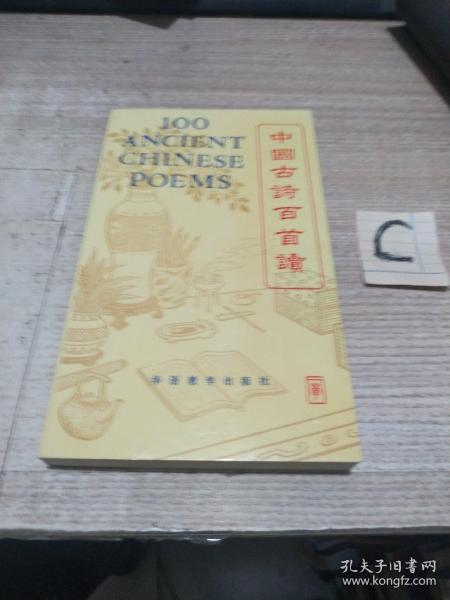 100
ANCIENT
CHINESE
POEMS
中國古詩百首讀
华语教学出版社
C
孔夫子旧书网
www.kongfz.com